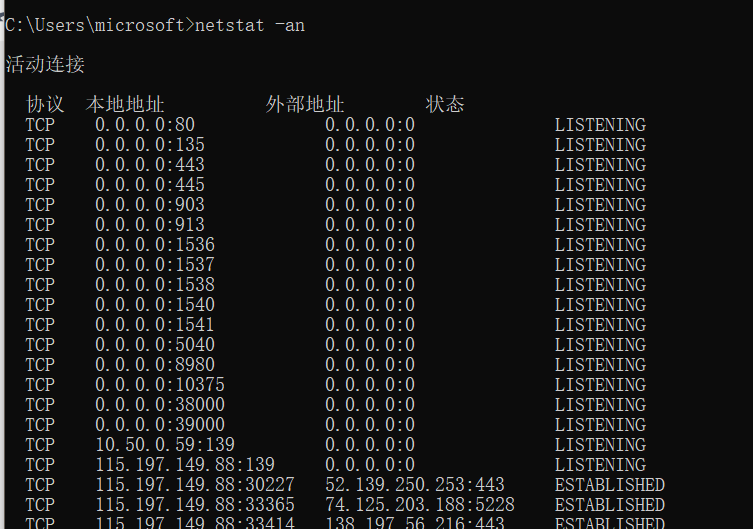 C:\Users\microsoft>netstat -an
活动连接
协议 本地地址 外部地址 状态
TCP 0.0.0.0:80 0.0.0.0:0 LISTENING
TCP 0.0.0.0:135 0.0.0.0:0 LISTENING
TCP 0.0.0.0:443 0.0.0.0:0 LISTENING
TCP 0.0.0.0:445 0.0.0.0:0 LISTENING
TCP 0.0.0.0:903 0.0.0.0:0 LISTENING
TCP 0.0.0.0:913 0.0.0.0:0 LISTENING
TCP 0.0.0.0:1536 0.0.0.0:0 LISTENING
TCP 0.0.0.0:1537 0.0.0.0:0 LISTENING
TCP 0.0.0.0:1538 0.0.0.0:0 LISTENING
TCP 0.0.0.0:1540 0.0.0.0:0 LISTENING
TCP 0.0.0.0:1541 0.0.0.0:0 LISTENING
TCP 0.0.0.0:5040 0.0.0.0:0 LISTENING
TCP 0.0.0.0:8980 0.0.0.0:0 LISTENING
TCP 0.0.0.0:10375 0.0.0.0:0 LISTENING
TCP 0.0.0.0:38000 0.0.0.0:0 LISTENING
TCP 0.0.0.0:39000 0.0.0.0:0 LISTENING
TCP 10.50.0.59:139 0.0.0.0:0 LISTENING
TCP 115.197.149.88:139 0.0.0.0:0 LISTENING
TCP 115.197.149.88:30227 52.139.250.253:443 ESTABLISHED
TCP 115.197.149.88:33365 74.125.203.188:5228 ESTABLISHED
TCP 115.197.149.88:33414 138.197.56.216:443 ESTABLISHED